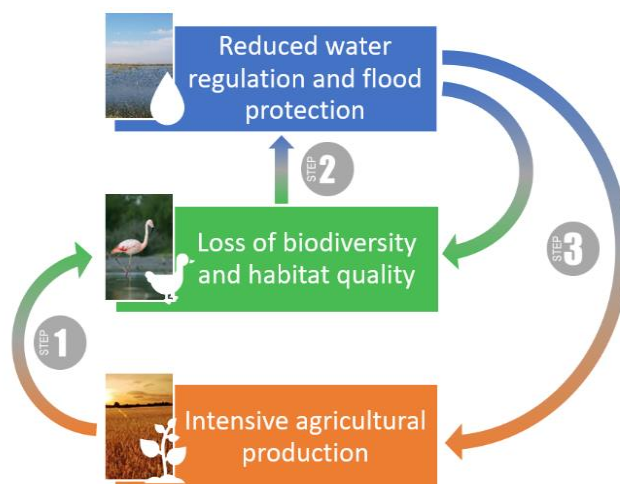 Reduced water
regulation and flood
protection
STEP 2
Loss of biodiversity
and habitat quality
STEP 3
STEP 1
Intensive agricultural
production